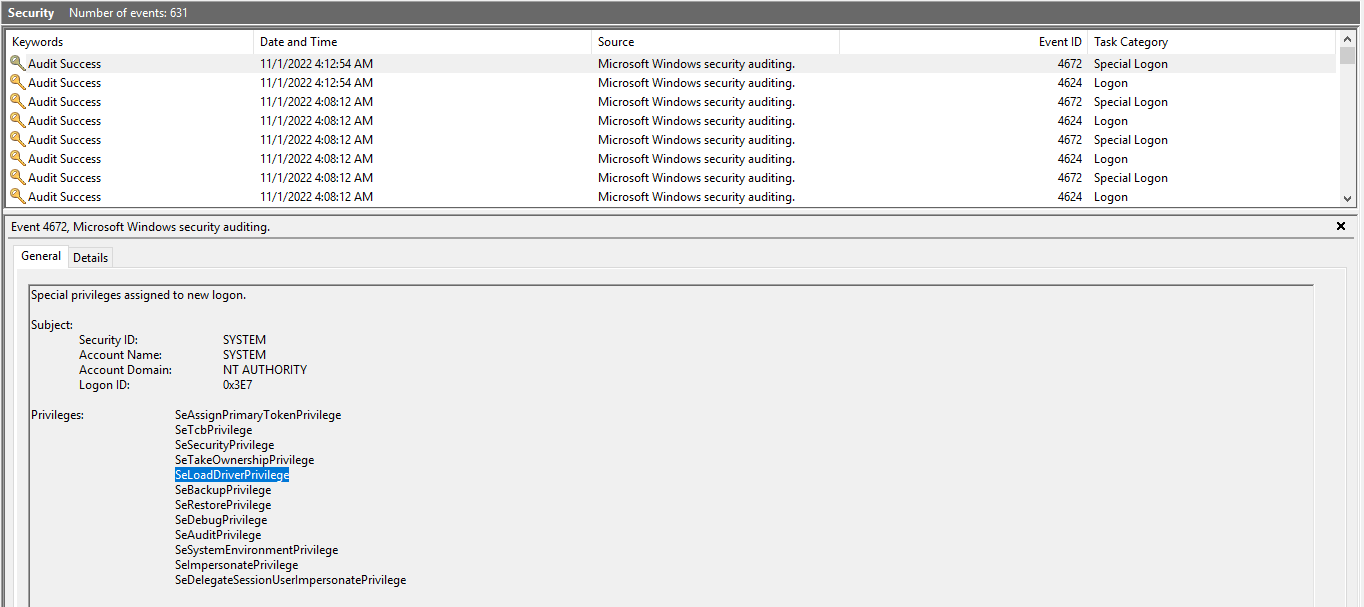 Security Number of events: 631
Keywords Date and Time Source Event ID Task Category
Audit Success 11/1/2022 4:12:54 AM Microsoft Windows security auditing. 4672 Special Logon
Audit Success 11/1/2022 4:12:54 AM Microsoft Windows security auditing. 4624 Logon
Audit Success 11/1/2022 4:08:12 AM Microsoft Windows security auditing. 4672 Special Logon
Audit Success 11/1/2022 4:08:12 AM Microsoft Windows security auditing. 4624 Logon
Audit Success 11/1/2022 4:08:12 AM Microsoft Windows security auditing. 4672 Special Logon
Audit Success 11/1/2022 4:08:12 AM Microsoft Windows security auditing. 4624 Logon
Audit Success 11/1/2022 4:08:12 AM Microsoft Windows security auditing. 4672 Special Logon
Audit Success 11/1/2022 4:08:12 AM Microsoft Windows security auditing. 4624 Logon
Event 4672, Microsoft Windows security auditing.
General Details
Special privileges assigned to new logon.
Subject:
Security ID: SYSTEM
Account Name: SYSTEM
Account Domain: NT AUTHORITY
Logon ID: 0x3E7
Privileges: SeAssignPrimaryTokenPrivilege
SeTcbPrivilege
SeSecurityPrivilege
SeTakeOwnershipPrivilege
SeLoadDriverPrivilege
SeBackupPrivilege
SeRestorePrivilege
SeDebugPrivilege
SeAuditPrivilege
SeSystemEnvironmentPrivilege
SeImpersonatePrivilege
SeDelegateSessionUserImpersonatePrivilege